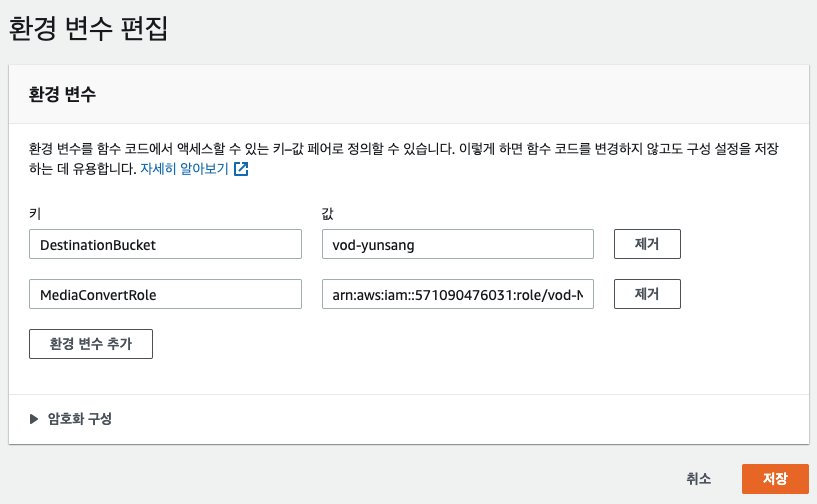 환경 변수 편집
환경 변수
환경 변수를 함수 코드에서 액세스할 수 있는 키–값 페어로 정의할 수 있습니다. 이렇게 하면 함수 코드를 변경하지 않고도 구성 설정을 저장
하는 데 유용합니다. 자세히 알아보기
키 값
DestinationBucket vod-yunsang 제거
MediaConvertRole arn:aws:iam::571090476031:role/vod-M 제거
환경 변수 추가
암호화 구성
취소 저장